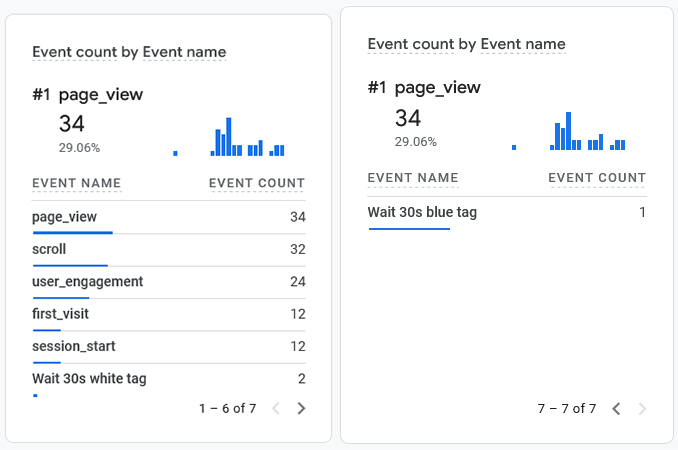 Event count by Event name
#1 page_view
34
29.06%
EVENT NAME EVENT COUNT
page_view 34
scroll 32
user_engagement 24
first_visit 12
session_start 12
Wait 30s white tag 2
1 – 6 of 7
Event count by Event name
#1 page_view
34
29.06%
EVENT NAME EVENT COUNT
Wait 30s blue tag 1
7 – 7 of 7